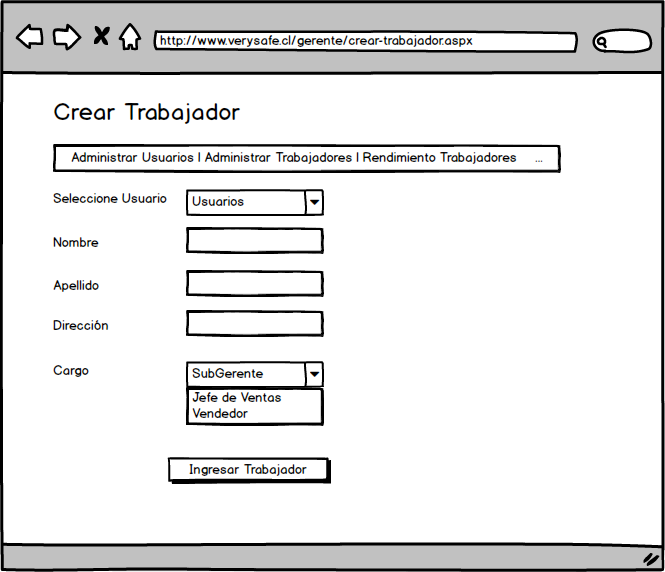 http://www.verysafe.cl/gerente/crear-trabajador.aspx
Crear Trabajador
Administrar Usuarios | Administrar Trabajadores | Rendimiento Trabajadores ...
Seleccione Usuario Usuarios
Nombre
Apellido
Dirección
Cargo SubGerente
Jefe de Ventas
Vendedor
Ingresar Trabajador